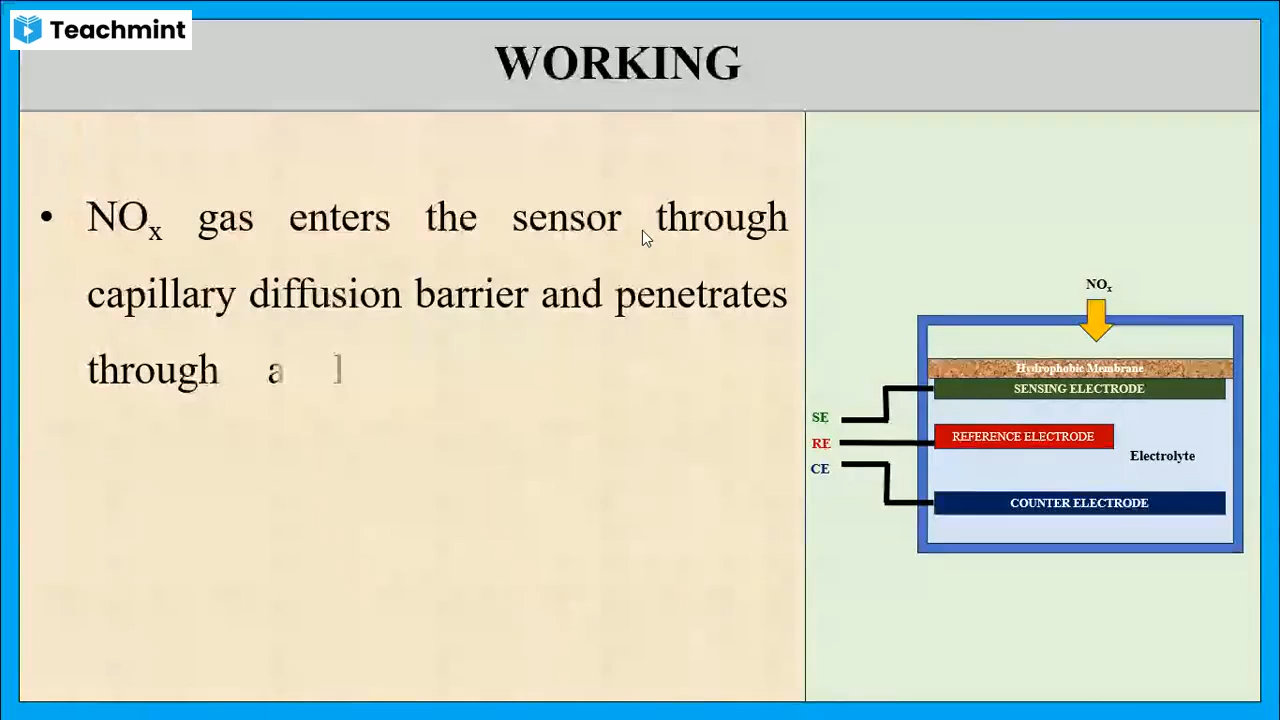 Teachmint
WORKING
• NOx gas enters the sensor through
capillary diffusion barrier and penetrates
through a
NOx
Hydrophobic Membrane
SENSING ELECTRODE
SE
REFERENCE ELECTRODE
RE
Electrolyte
CE
COUNTER ELECTRODE